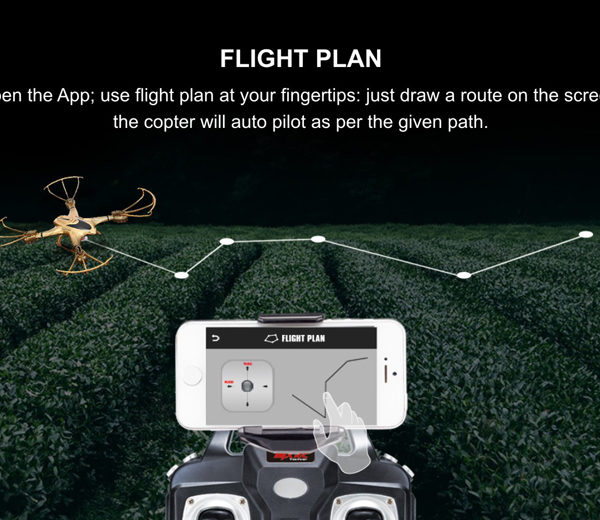 FLIGHT PLAN
en the App; use flight plan at your fingertips: just draw a route on the scre
the copter will auto pilot as per the given path.
FLIGHT PLAN